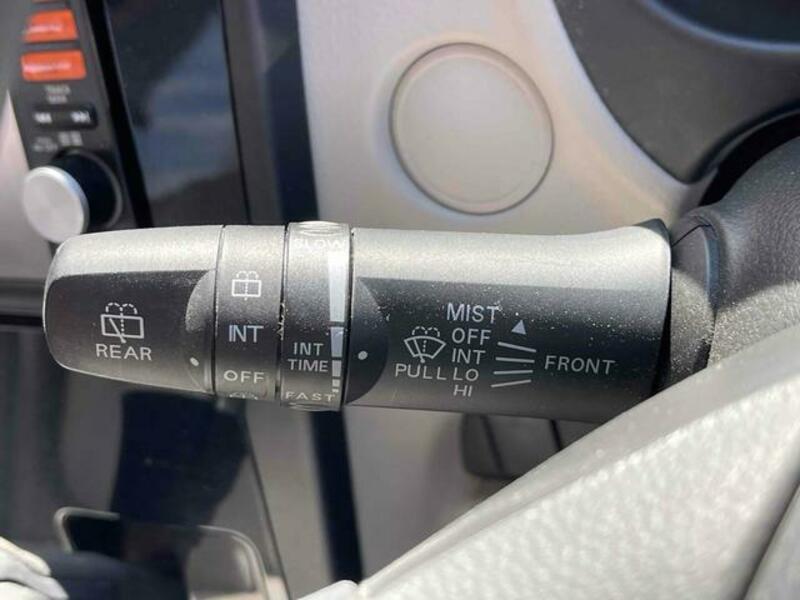 REAR
INT
OFF
SLOW
INT
TIME
FAST
MIST
OFF
INT
PULL LO
HI
FRONT